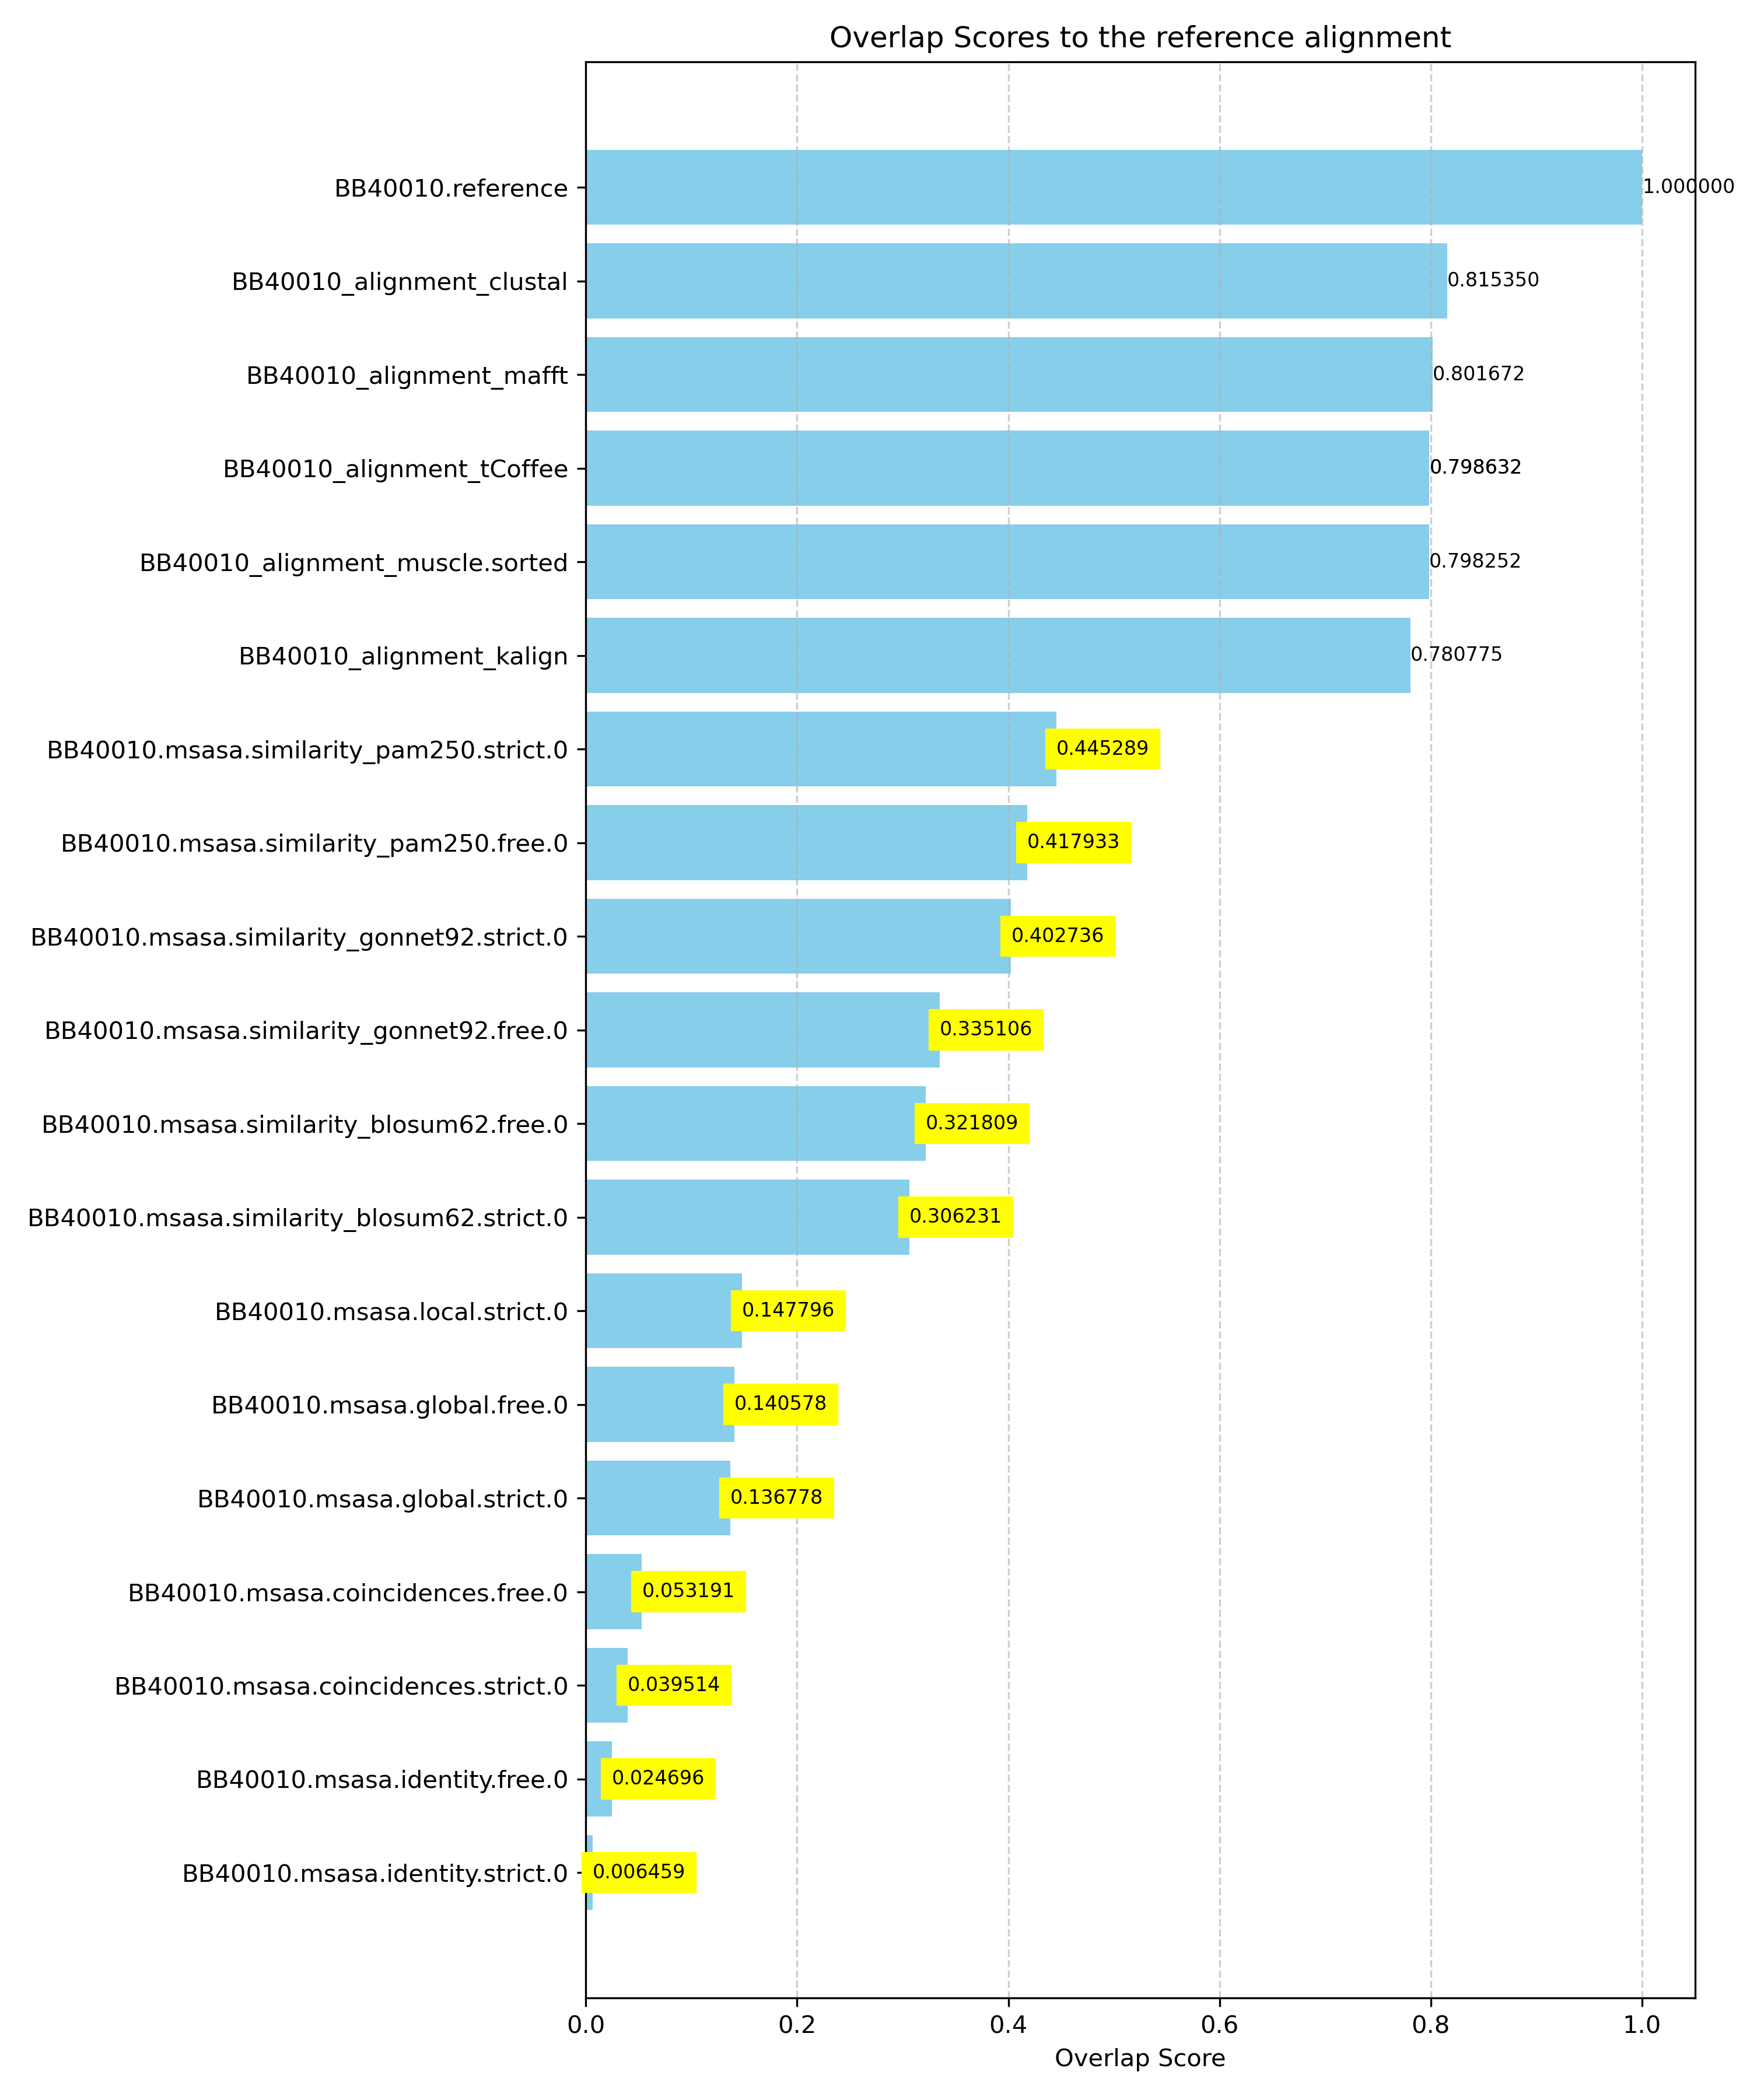 Overlap Scores to the reference alignment
BB40010.reference 1.000000
BB40010_alignment_clustal 0.815350
BB40010_alignment_mafft 0.801672
BB40010_alignment_tCoffee 0.798632
BB40010_alignment_muscle.sorted 0.798252
BB40010_alignment_kalign 0.780775
BB40010.msasa.similarity_pam250.strict.0 0.445289
BB40010.msasa.similarity_pam250.free.0 0.417933
BB40010.msasa.similarity_gonnet92.strict.0 0.402736
BB40010.msasa.similarity_gonnet92.free.0 0.335106
BB40010.msasa.similarity_blosum62.free.0 0.321809
BB40010.msasa.similarity_blosum62.strict.0 0.306231
BB40010.msasa.local.strict.0 0.147796
BB40010.msasa.global.free.0 0.140578
BB40010.msasa.global.strict.0 0.136778
BB40010.msasa.coincidences.free.0 0.053191
BB40010.msasa.coincidences.strict.0 0.039514
BB40010.msasa.identity.free.0 0.024696
BB40010.msasa.identity.strict.0 0.006459
0.0 0.2 0.4 0.6 0.8 1.0
Overlap Score